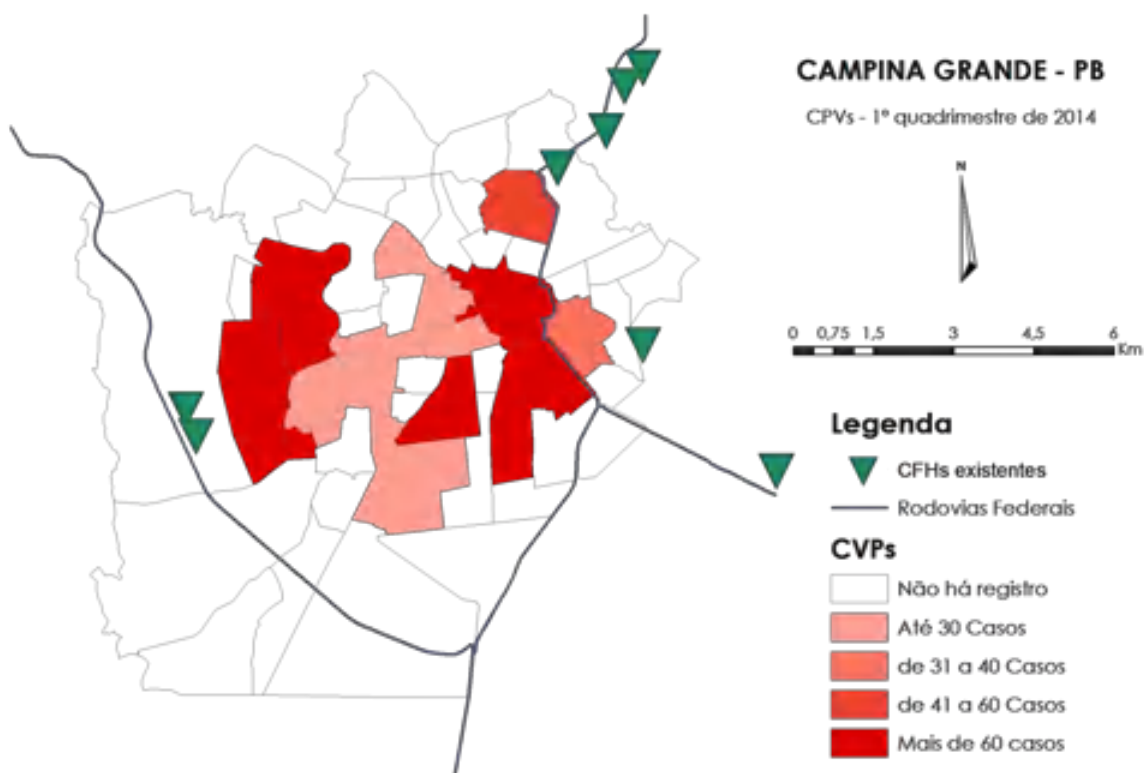 CAMPINA GRANDE - PB
CPVs - 1º quadrimestre de 2014
N
0 0,75 1,5 3 4,5 6
Km
Legenda
CFHs existentes
Rodovias Federais
CVPs
Não há registro
Até 30 Casos
de 31 a 40 Casos
de 41 a 60 Casos
Mais de 60 casos